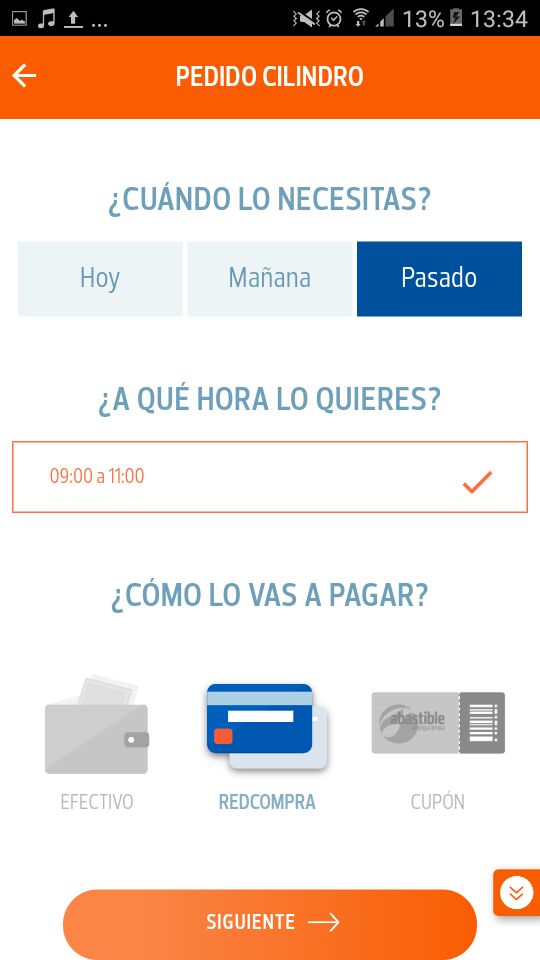 ... 13% 13:34
PEDIDO CILINDRO
¿CUÁNDO LO NECESITAS?
Hoy Mañana Pasado
¿A QUÉ HORA LO QUIERES?
09:00 a 11:00
¿CÓMO LO VAS A PAGAR?
abastible
EFECTIVO REDCOMPRA CUPÓN
SIGUIENTE